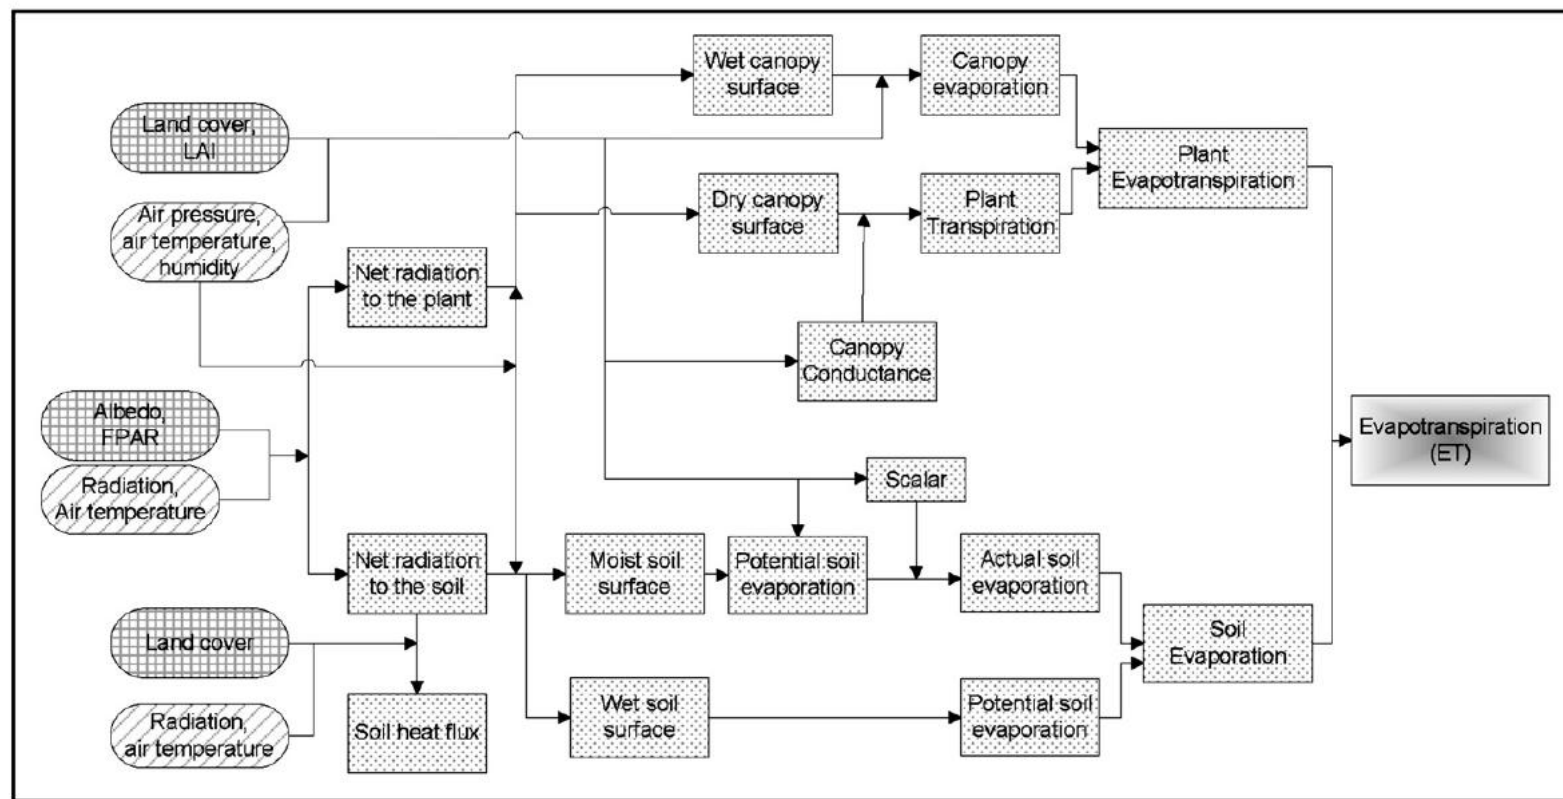 Wet canopy
surface
Canopy
evaporation
Land cover,
LAI
Plant
Evapotranspiration
Air pressure,
air temperature,
humidity
Dry canopy
surface
Plant
Transpiration
Net radiation
to the plant
Canopy
Conductance
Albedo,
FPAR
Evapotranspiration
(ET)
Radiation,
Air temperature
Scalar
Net radiation
to the soil
Moist soil
surface
Potential soil
evaporation
Actual soil
evaporation
Land cover
Soil
Evaporation
Radiation,
air temperature
Soil heat flux
Wet soil
surface
Potential soil
evaporation